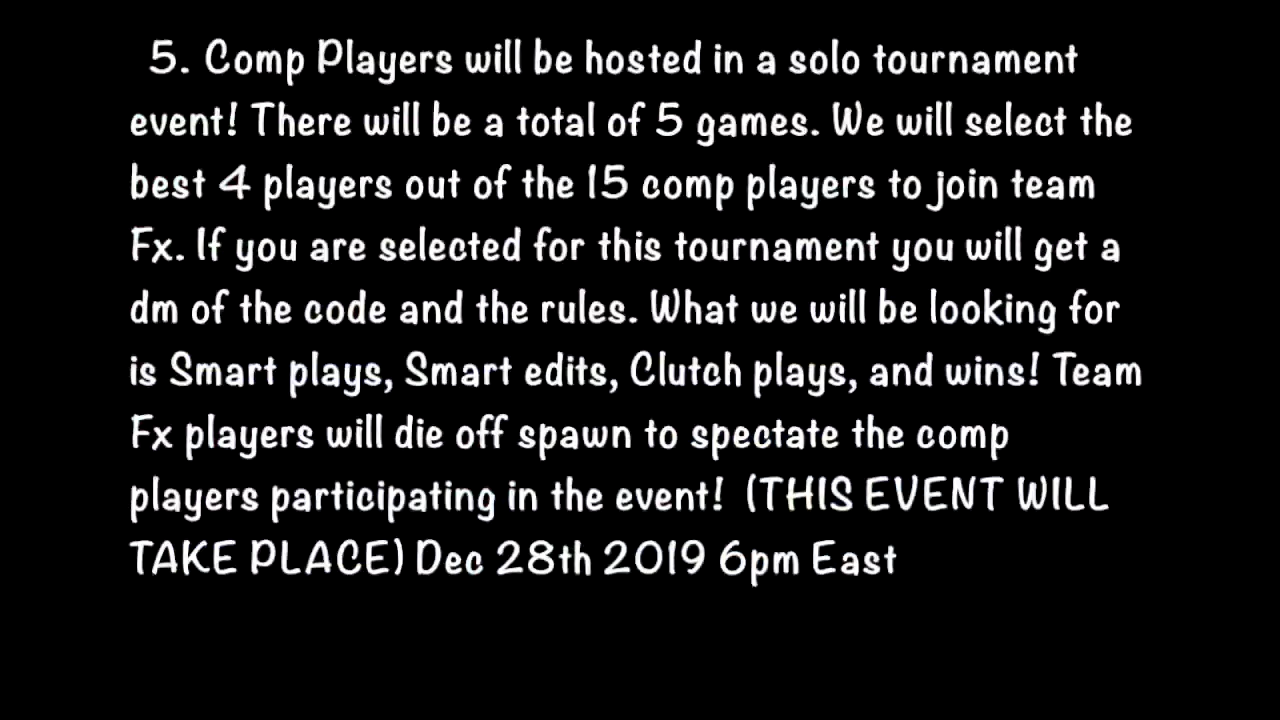 5. Comp Players will be hosted in a solo tournament
event! There will be a total of 5 games. We will select the
best 4 players out of the 15 comp players to join team
Fx. If you are selected for this tournament you will get a
dm of the code and the rules. What we will be looking for
is Smart plays, Smart edits, Clutch plays, and wins! Team
Fx players will die off spawn to spectate the comp
players participating in the event! (THIS EVENT WILL
TAKE PLACE) Dec 28th 2019 6pm East